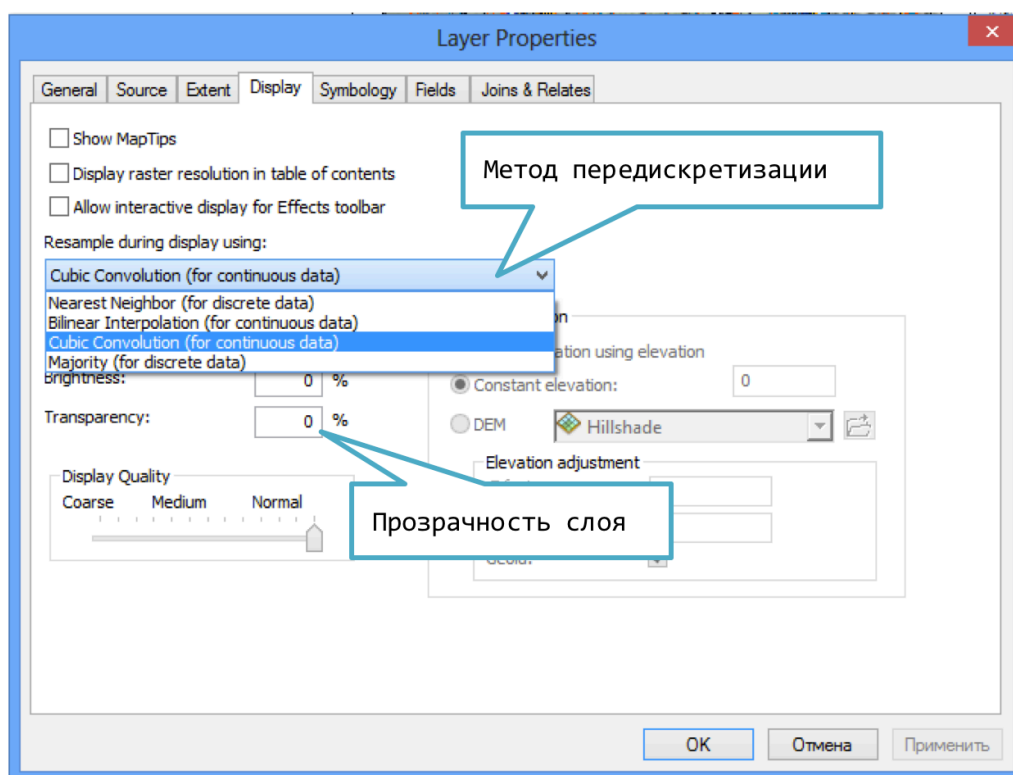 Layer Properties
General Source Extent Display Symbology Fields Joins & Relates
Show MapTips
Display raster resolution in table of contents
Allow interactive display for Effects toolbar
Метод передискретизации
Resample during display using:
Cubic Convolution (for continuous data)
Nearest Neighbor (for discrete data)
Bilinear Interpolation (for continuous data)
Cubic Convolution (for continuous data)
Majority (for discrete data)
ation using elevation
Brightness: 0 %
Constant elevation: 0
Transparency: 0 %
DEM Hillshade
Elevation adjustment
Display Quality
Coarse Medium Normal
Прозрачность слоя
Geoid:
OK Отмена Применить